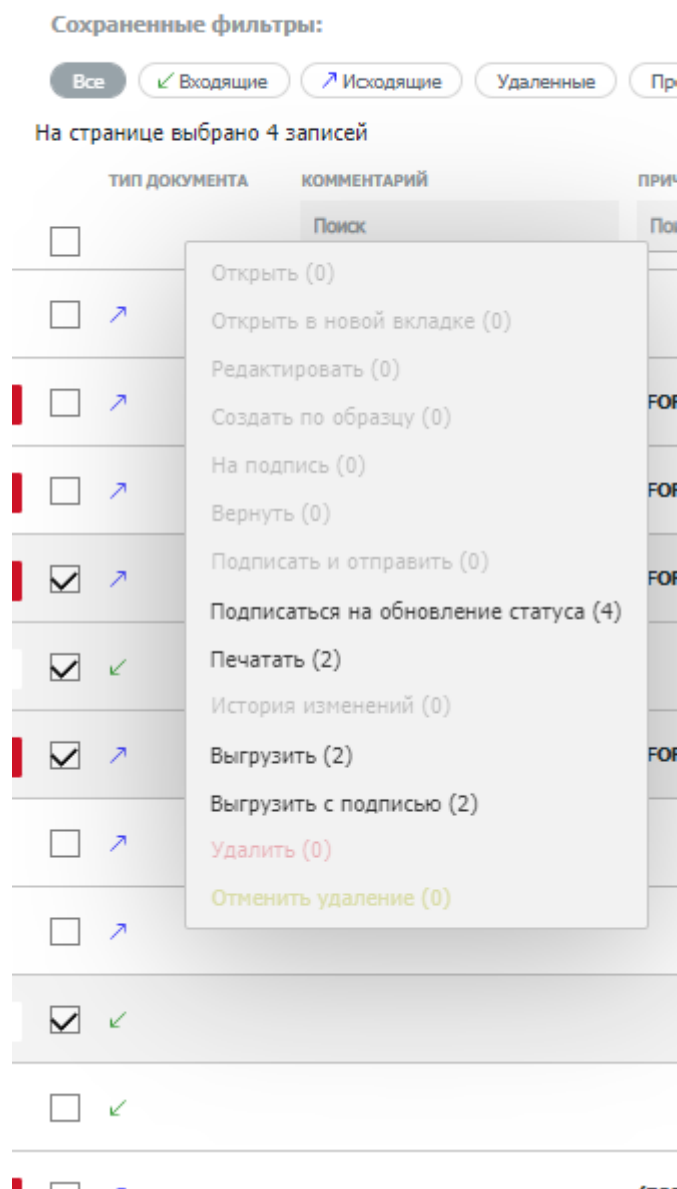 Сохраненные фильтры:
Все Входящие Исходящие Удаленные
На странице выбрано 4 записей
ТИП ДОКУМЕНТА КОММЕНТАРИЙ
Поиск
Открыть (0)
Открыть в новой вкладке (0)
Редактировать (0)
Создать по образцу (0)
На подпись (0)
Вернуть (0)
Подписать и отправить (0)
Подписаться на обновление статуса (4)
Печатать (2)
История изменений (0)
Выгрузить (2)
Выгрузить с подписью (2)
Удалить (0)
Отменить удаление (0)